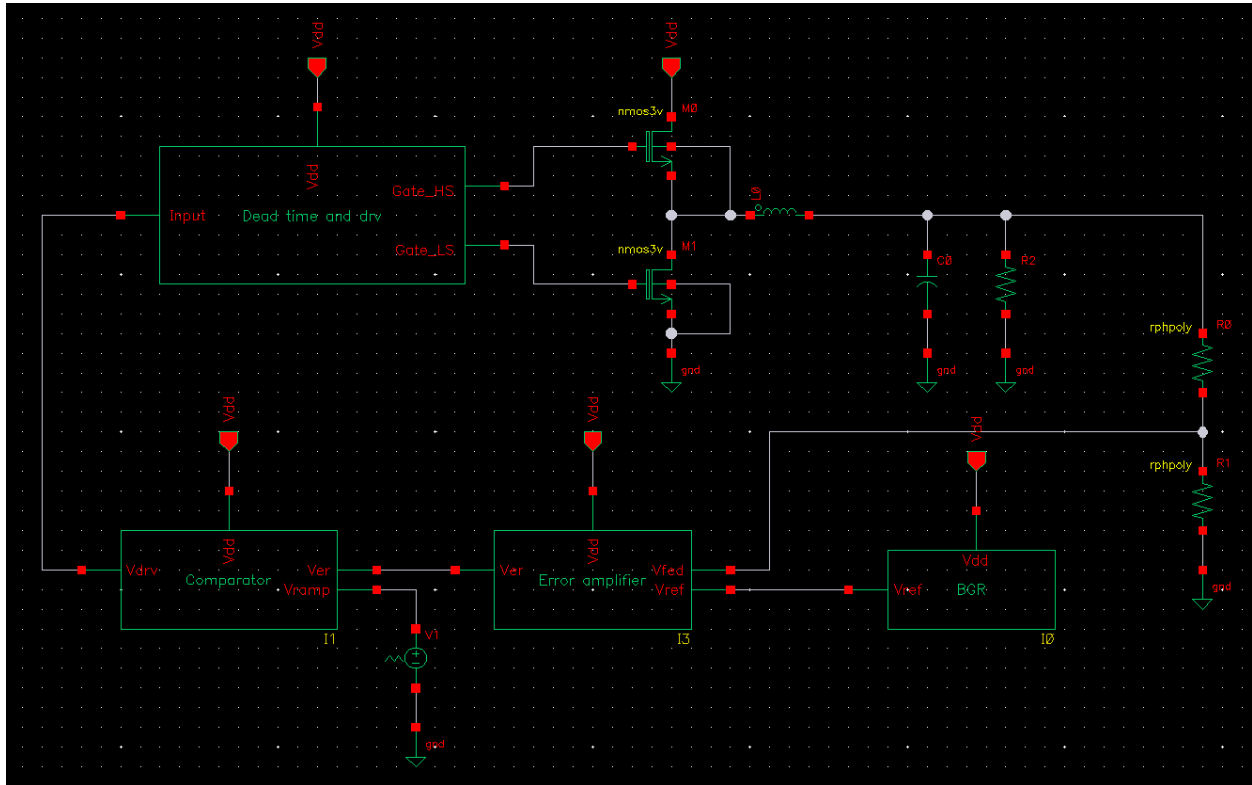 Vdd
Vdd
nmos3v
M0
Vdd
Gate_HS
Input
Dead time and drv
Gate_LS
L0
nmos3v
M1
C0
R2
gnd
gnd
gnd
rphpoly
R0
Vdd
Vdd
Vdd
rphpoly
R1
Vdd
Vdd
Vdd
Vdrv
Comparator
Ver
Vramp
I1
Ver
Error amplifier
Vfed
Vref
I3
Vref
BGR
I0
gnd
V1
gnd